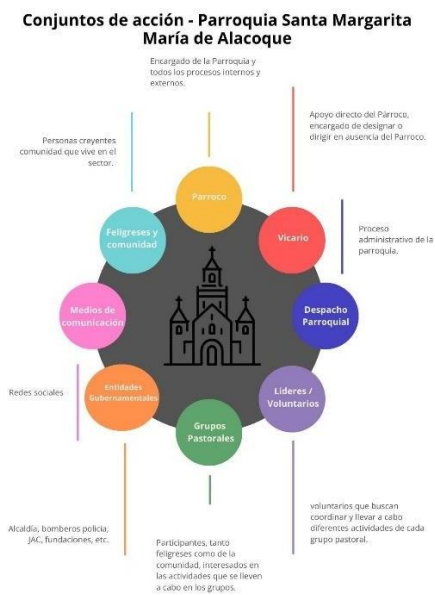 Conjuntos de acción - Parroquia Santa Margarita
María de Alacoque
Encargado de la Parroquia y
todos los procesos internos y
externos.
Apoyo directo del Párroco,
encargado de designar o
dirigir en ausencia del Parroco.
Personas creyentes
comunidad que vive en el
sector.
Parroco
Feligreses y
comunidad
Vicario
Proceso
administrativo de la
parroquia.
Medios de
comunicación
Despacho
Parroquial
Redes sociales
Entidades
Gubernamentales
Lideres /
Voluntarios
Grupos
Pastorales
Alcaldía, bomberos policia,
JAC, fundaciones, etc.
voluntarios que buscan
coordinar y llevar a cabo
diferentes actividades de cada
grupo pastoral.
Participantes, tanto
feligreses como de la
comunidad, interesados en
las actividades que se lleven
a cabo en los grupos.